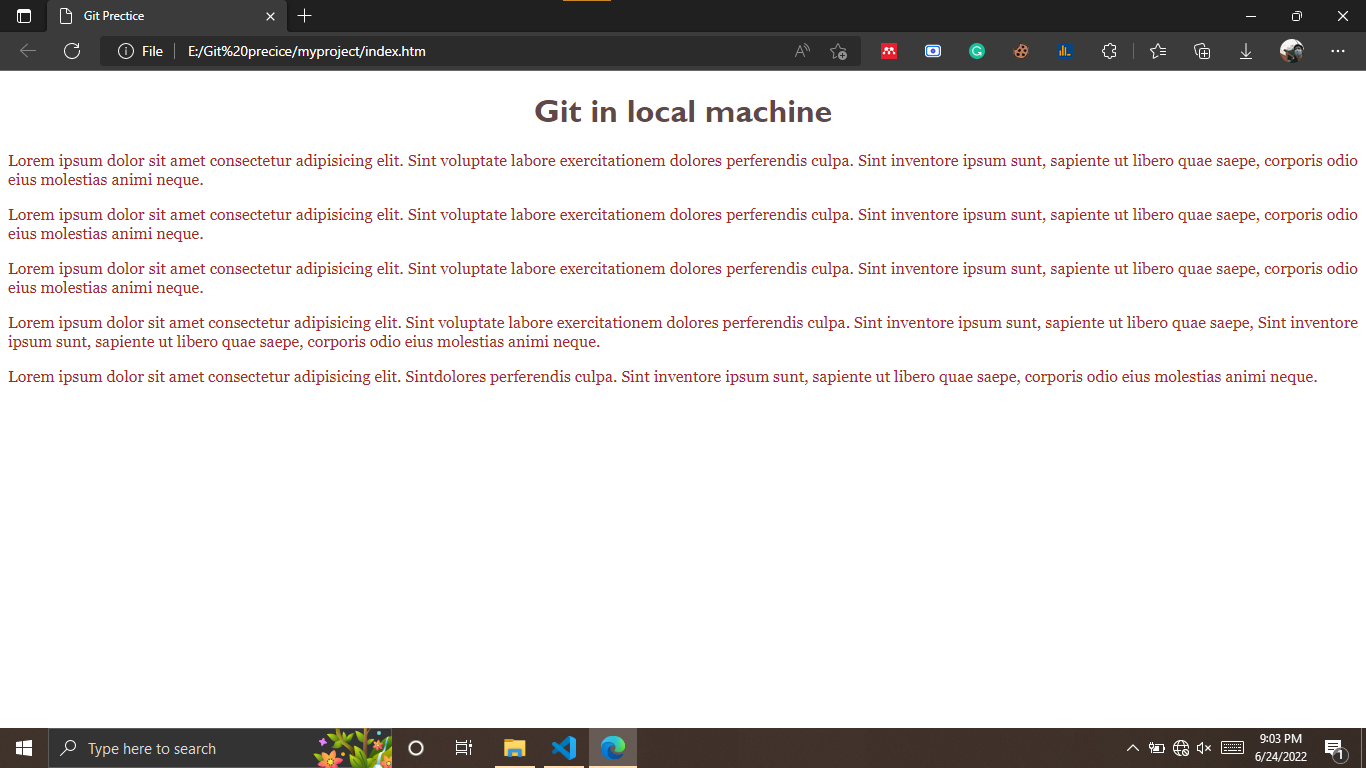 Git Prectice
File
E:/Git%20precice/myproject/index.htm
Git in local machine
Lorem ipsum dolor sit amet consectetur adipisicing elit. Sint voluptate labore exercitationem dolores perferendis culpa. Sint inventore ipsum sunt, sapiente ut libero quae saepe, corporis odio
eius molestias animi neque.
Lorem ipsum dolor sit amet consectetur adipisicing elit. Sint voluptate labore exercitationem dolores perferendis culpa. Sint inventore ipsum sunt, sapiente ut libero quae saepe, corporis odio
eius molestias animi neque.
Lorem ipsum dolor sit amet consectetur adipisicing elit. Sint voluptate labore exercitationem dolores perferendis culpa. Sint inventore ipsum sunt, sapiente ut libero quae saepe, corporis odio
eius molestias animi neque.
Lorem ipsum dolor sit amet consectetur adipisicing elit. Sint voluptate labore exercitationem dolores perferendis culpa. Sint inventore ipsum sunt, sapiente ut libero quae saepe, Sint inventore
ipsum sunt, sapiente ut libero quae saepe, corporis odio eius molestias animi neque.
Lorem ipsum dolor sit amet consectetur adipisicing elit. Sintdolores perferendis culpa. Sint inventore ipsum sunt, sapiente ut libero quae saepe, corporis odio eius molestias animi neque.
Type here to search
9:03 PM
6/24/2022
1